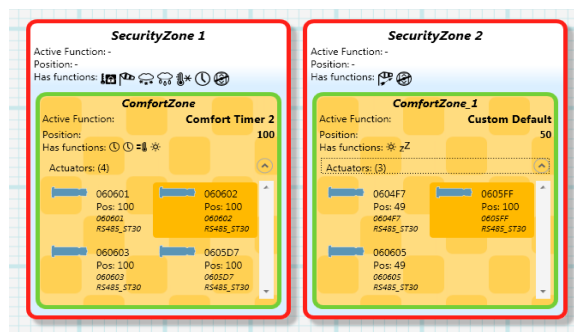 SecurityZone 1
Active Function: -
Position: -
Has functions:
ComfortZone
Active Function: Comfort Timer 2
Position: 100
Has functions:
Actuators: (4)
060601
Pos: 100
060601
RS485_ST30
060602
Pos: 100
060602
RS485_ST30
060603
Pos: 100
060603
RS485_ST30
0605D7
Pos: 100
0605D7
RS485_ST30
SecurityZone 2
Active Function: -
Position: -
Has functions:
ComfortZone_1
Active Function: Custom Default
Position: 50
Has functions: zZ
Actuators: (3)
0604F7
Pos: 49
0604F7
RS485_ST30
0605FF
Pos: 100
0605FF
RS485_ST30
060605
Pos: 49
060605
RS485_ST30